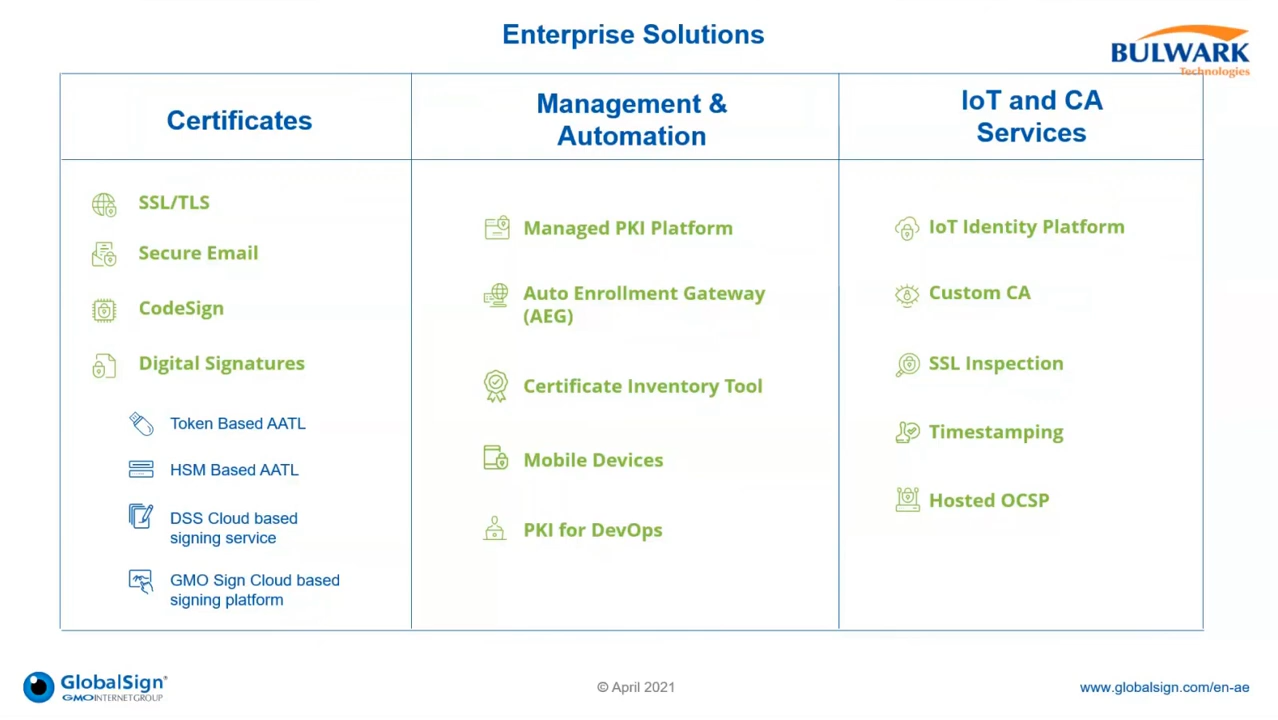 Enterprise Solutions
BULWARK
Technologies
Certificates
SSL/TLS
Secure Email
CodeSign
Digital Signatures
Token Based AATL
HSM Based AATL
DSS Cloud based
signing service
GMO Sign Cloud based
signing platform
Management &
Automation
Managed PKI Platform
Auto Enrollment Gateway
(AEG)
Certificate Inventory Tool
Mobile Devices
PKI for DevOps
IoT and CA
Services
IoT Identity Platform
Custom CA
SSL Inspection
Timestamping
Hosted OCSP
GlobalSign®
GMO INTERNET GROUP
© April 2021
www.globalsign.com/en-ae